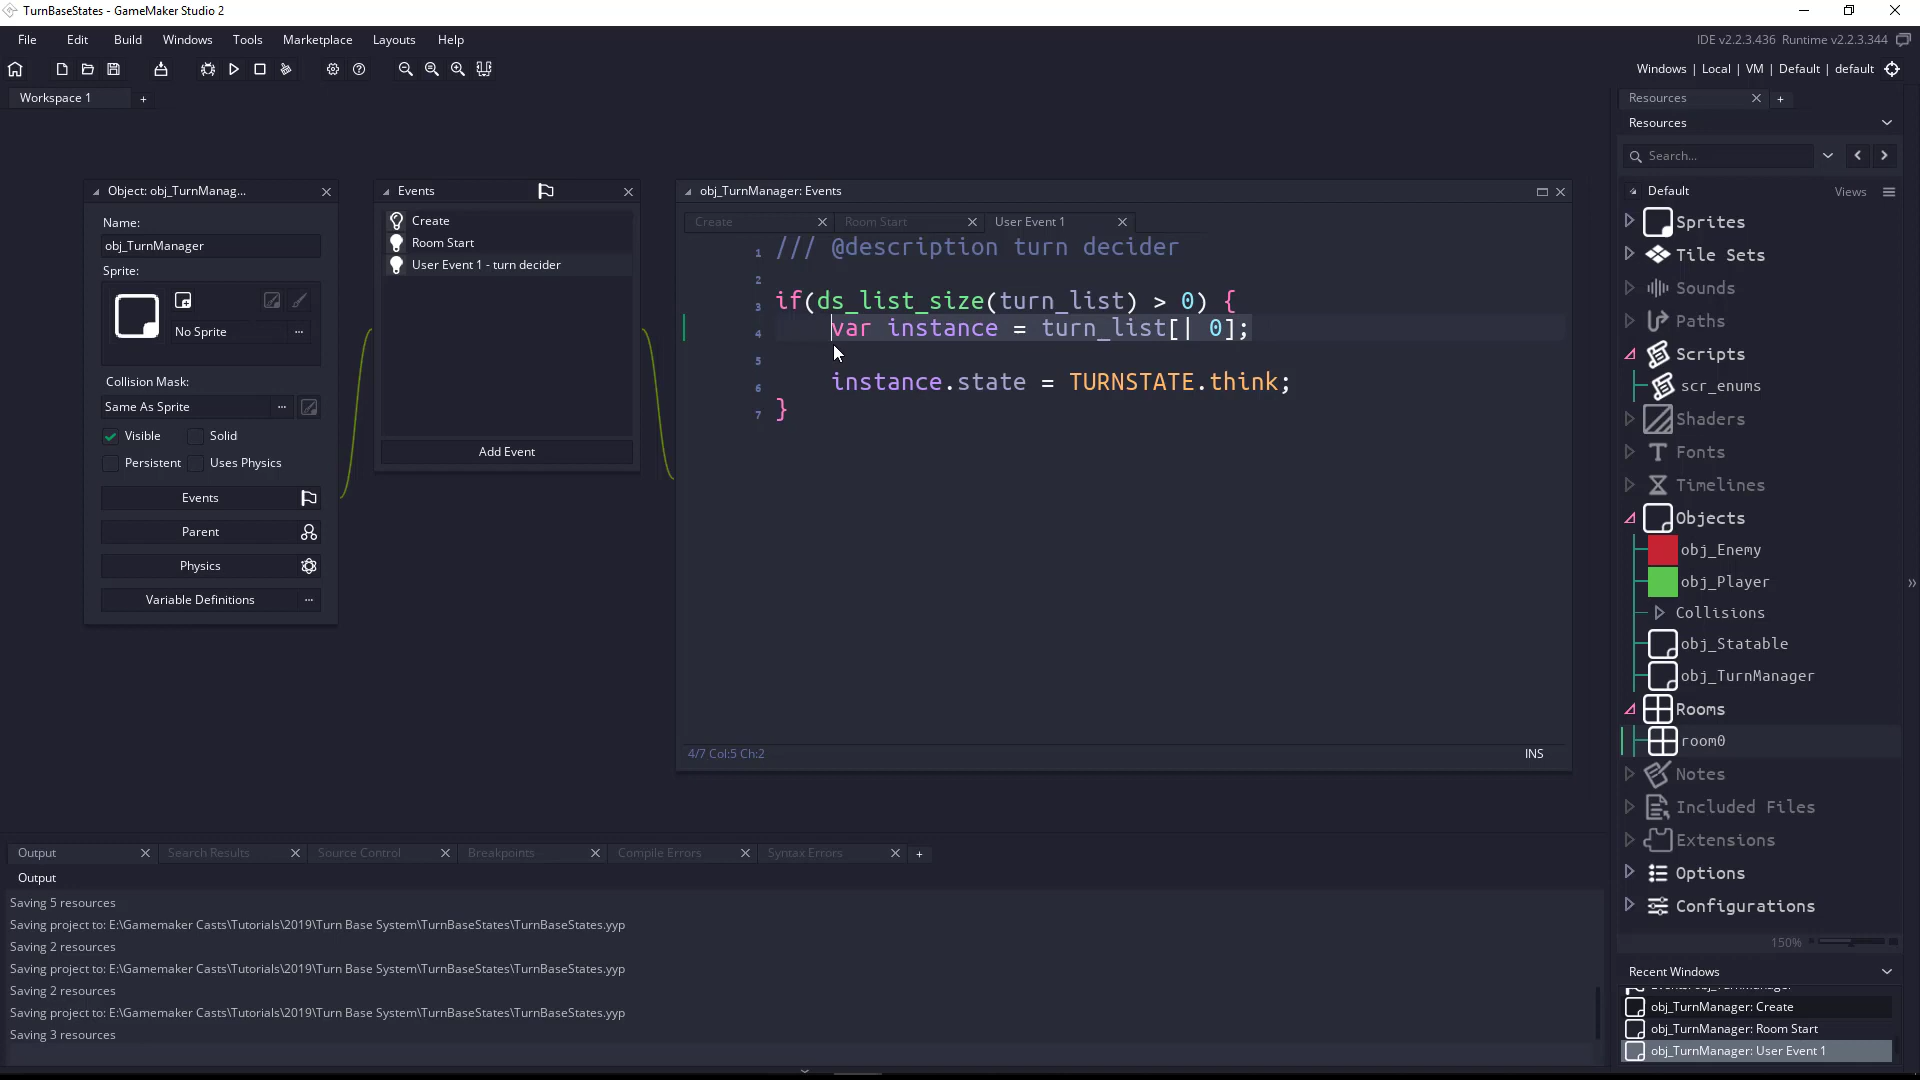 TurnBaseStates - GameMaker Studio 2
File Edit Build Windows Tools Marketplace Layouts Help
IDE v2.2.3.436 Runtime v2.2.3.344
Windows | Local | VM | Default | default
Workspace 1
Object: obj_TurnManag...
Name:
obj_TurnManager
Sprite:
No Sprite
Collision Mask:
Same As Sprite
Visible Solid
Persistent Uses Physics
Events
Parent
Physics
Variable Definitions
Events
Create
Room Start
User Event 1 - turn decider
Add Event
obj_TurnManager: Events
Create Room Start User Event 1
1 /// @description turn decider
2
3 if(ds_list_size(turn_list) > 0) {
4 var instance = turn_list[| 0];
5
6 instance.state = TURNSTATE.think;
7 }
4/7 Col:5 Ch:2 INS
Resources
Resources
Search...
Default Views
Sprites
Tile Sets
Sounds
Paths
Scripts
scr_enums
Shaders
Fonts
Timelines
Objects
obj_Enemy
obj_Player
Collisions
obj_Statable
obj_TurnManager
Rooms
room0
Notes
Included Files
Extensions
Options
Configurations
150%
Recent Windows
obj_TurnManager: Create
obj_TurnManager: Room Start
obj_TurnManager: User Event 1
Output Search Results Source Control Breakpoints Compile Errors Syntax Errors
Output
Saving 5 resources
Saving project to: E:\Gamemaker Casts\Tutorials\2019\Turn Base System\TurnBaseStates\TurnBaseStates.yyp
Saving 2 resources
Saving project to: E:\Gamemaker Casts\Tutorials\2019\Turn Base System\TurnBaseStates\TurnBaseStates.yyp
Saving 2 resources
Saving project to: E:\Gamemaker Casts\Tutorials\2019\Turn Base System\TurnBaseStates\TurnBaseStates.yyp
Saving 3 resources